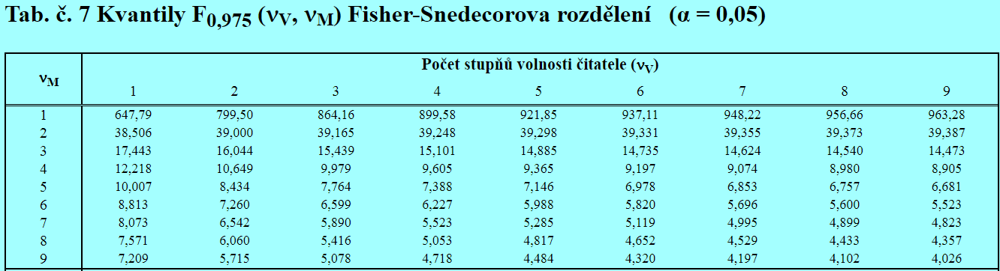 Tab. č. 7 Kvantily F0,975 (νV, νM) Fisher-Snedecorova rozdělení (α = 0,05)
νM Počet stupňů volnosti čitatele (νV)
1 2 3 4 5 6 7 8 9
1 647,79 799,50 864,16 899,58 921,85 937,11 948,22 956,66 963,28
2 38,506 39,000 39,165 39,248 39,298 39,331 39,355 39,373 39,387
3 17,443 16,044 15,439 15,101 14,885 14,735 14,624 14,540 14,473
4 12,218 10,649 9,979 9,605 9,365 9,197 9,074 8,980 8,905
5 10,007 8,434 7,764 7,388 7,146 6,978 6,853 6,757 6,681
6 8,813 7,260 6,599 6,227 5,988 5,820 5,696 5,600 5,523
7 8,073 6,542 5,890 5,523 5,285 5,119 4,995 4,899 4,823
8 7,571 6,060 5,416 5,053 4,817 4,652 4,529 4,433 4,357
9 7,209 5,715 5,078 4,718 4,484 4,320 4,197 4,102 4,026